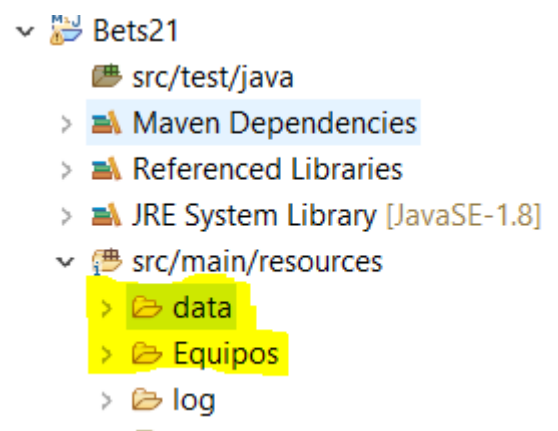 Bets21
src/test/java
Maven Dependencies
Referenced Libraries
JRE System Library [JavaSE-1.8]
src/main/resources
data
Equipos
log